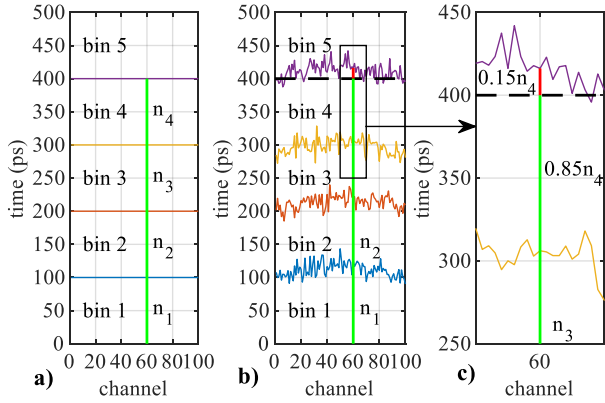 500
450
400
350
300
250
200
150
100
50
0
time (ps)
bin 5
bin 4
bin 3
bin 2
bin 1
n4
n3
n2
n1
0 20 40 60 80 100
channel
a)
500
450
400
350
300
250
200
150
100
50
0
time (ps)
bin 5
bin 4
bin 3
bin 2
bin 1
n2
n1
0 20 40 60 80 100
channel
b)
450
400
350
300
250
time (ps)
0.15n4
0.85n4
n3
60
channel
c)